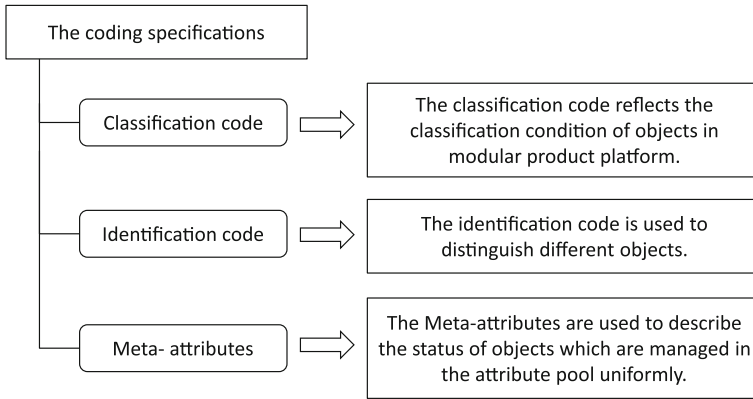 The coding specifications
Classification code
The classification code reflects the
classification condition of objects in
modular product platform.
Identification code
The identification code is used to
distinguish different objects.
Meta- attributes
The Meta-attributes are used to describe
the status of objects which are managed in
the attribute pool uniformly.